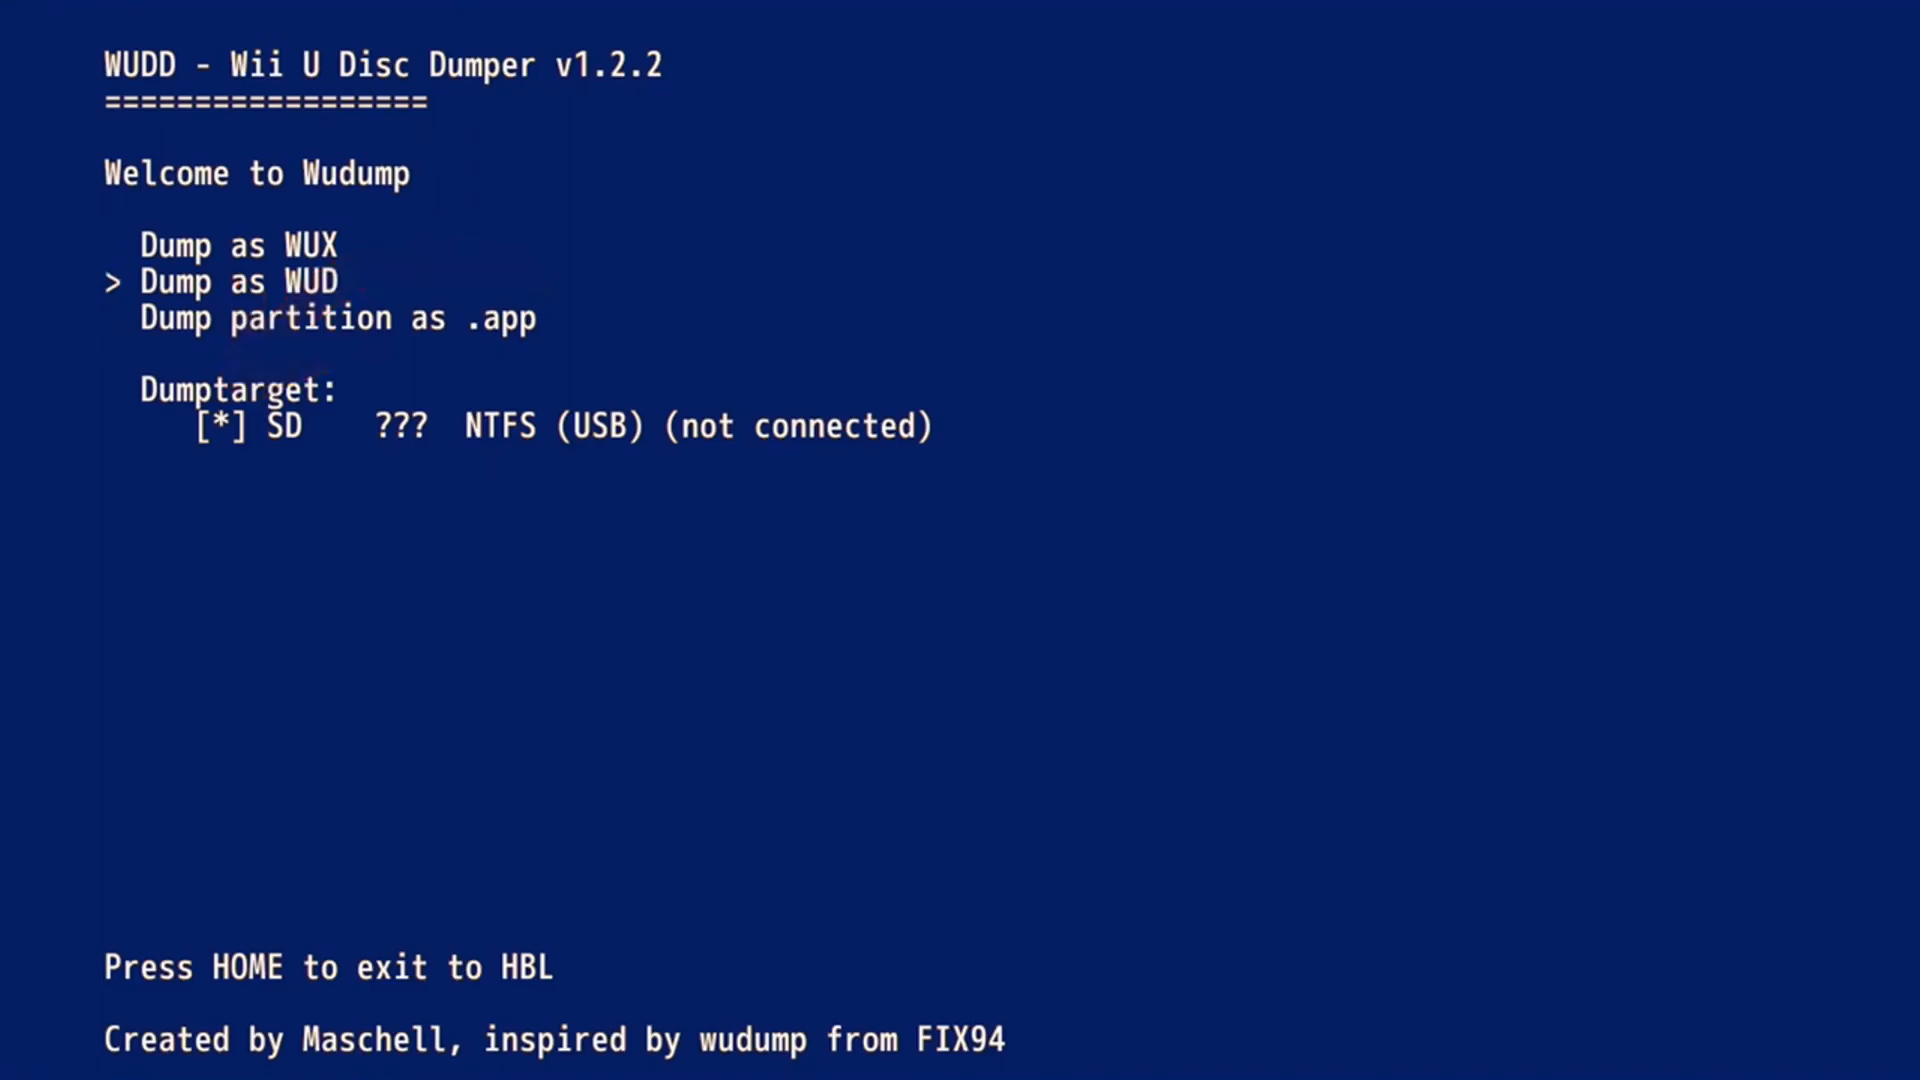 WUDD - Wii U Disc Dumper v1.2.2
==================
Welcome to Wudump
Dump as WUX
> Dump as WUD
Dump partition as .app
Dumptarget:
[*] SD    ???  NTFS (USB) (not connected)
Press HOME to exit to HBL
Created by Maschell, inspired by wudump from FIX94